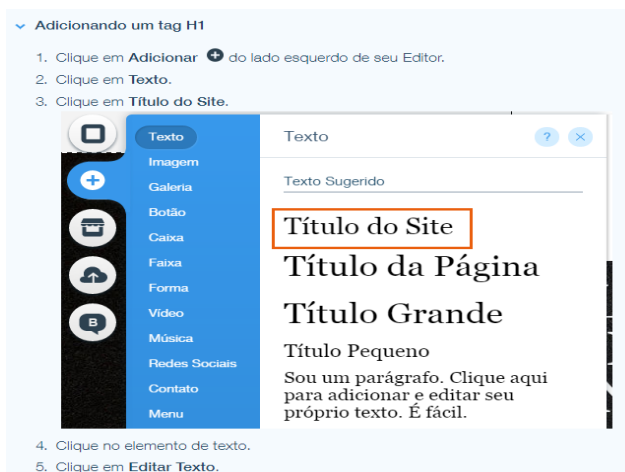 Adicionando um tag H1
1. Clique em Adicionar do lado esquerdo de seu Editor.
2. Clique em Texto.
3. Clique em Título do Site.
Texto
Imagem
Galeria
Botão
Caixa
Faixa
Forma
Vídeo
Música
Redes Sociais
Contato
Menu
B
Texto
?
Texto Sugerido
Título do Site
Título da Página
Título Grande
Título Pequeno
Sou um parágrafo. Clique aqui
para adicionar e editar seu
próprio texto. É fácil.
4. Clique no elemento de texto.
5. Clique em Editar Texto.